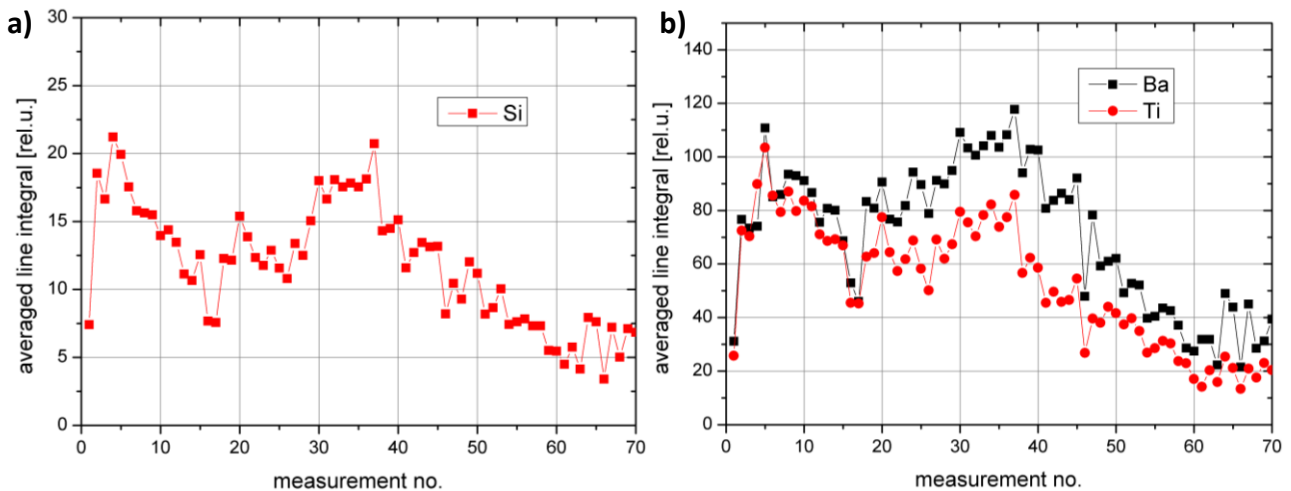 a)
averaged line integral [rel.u.]
30
25
20
15
10
5
0
Si
0 10 20 30 40 50 60 70
measurement no.
b)
averaged line integral [rel.u.]
140
120
100
80
60
40
20
0
Ba
Ti
0 10 20 30 40 50 60 70
measurement no.